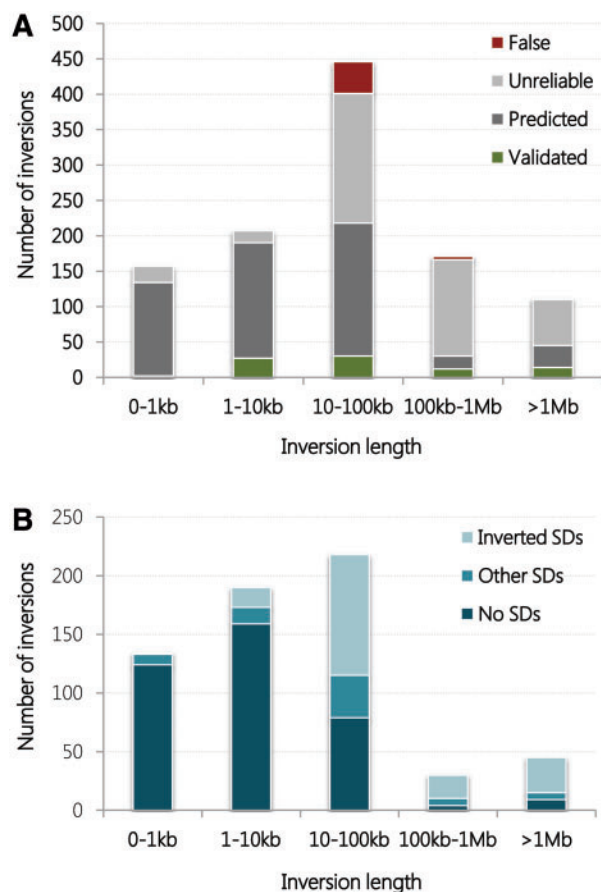 A
500
450
400
350
300
250
200
150
100
50
0
Number of inversions
False
Unreliable
Predicted
Validated
0-1kb 1-10kb 10-100kb 100kb-1Mb >1Mb
Inversion length
B
250
200
150
100
50
0
Number of inversions
Inverted SDs
Other SDs
No SDs
0-1kb 1-10kb 10-100kb 100kb-1Mb >1Mb
Inversion length